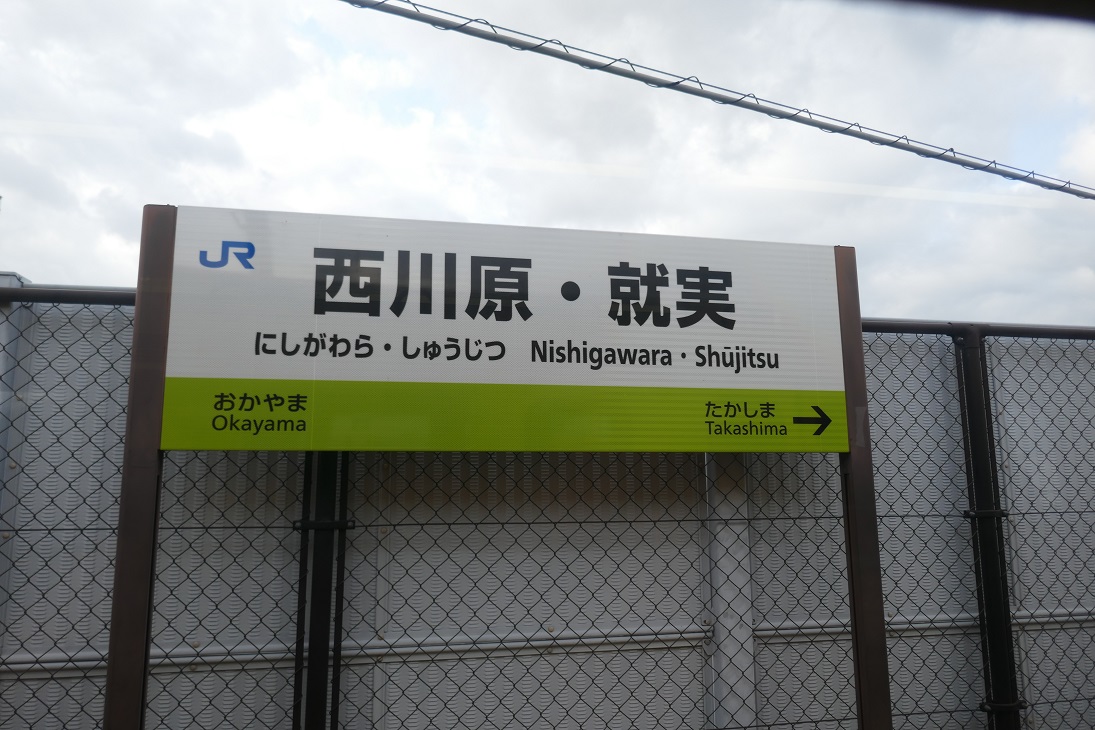 JR
西川原・就実
にしがわら・しゅうじつ Nishigawara・Shūjitsu
おかやま
Okayama
たかしま
Takashima →